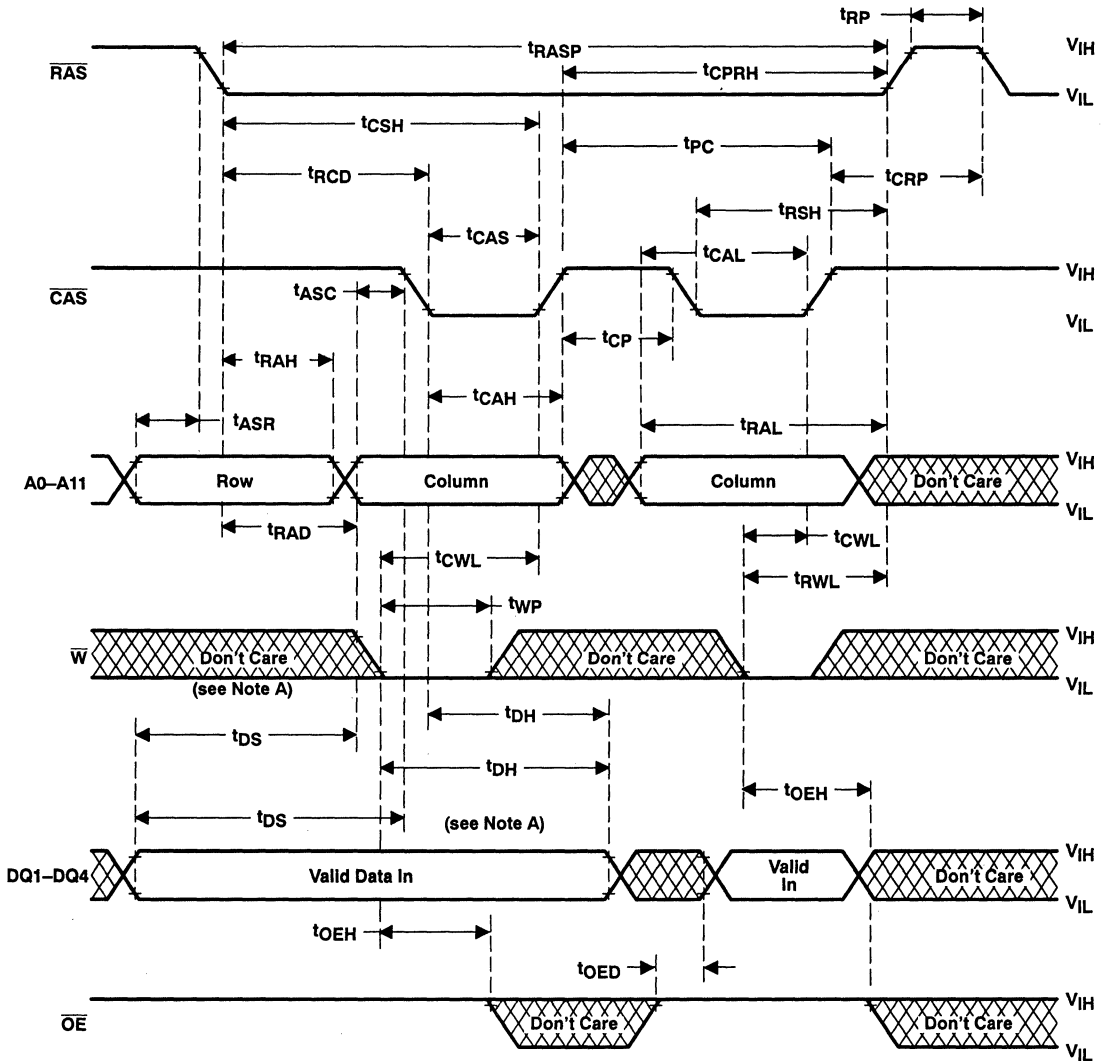 tRP
tRASP
VIH
RAS
tCPRH
VIL
tCSH
tPC
tRCD
tCRP
tRSH
tCAS
tCAL
VIH
CAS
tASC
VIL
tCP
tRAH
tCAH
tASR
tRAL
VIH
A0–A11
Row
Column
Column
Don't Care
VIL
tRAD
tCWL
tCWL
tRWL
tWP
VIH
W
Don't Care
Don't Care
Don't Care
(see Note A)
VIL
tDH
tDS
tDH
tOEH
tDS
(see Note A)
VIH
DQ1–DQ4
Valid Data In
Valid
In
Don't Care
VIL
tOEH
tOED
VIH
OE
Don't Care
Don't Care
VIL